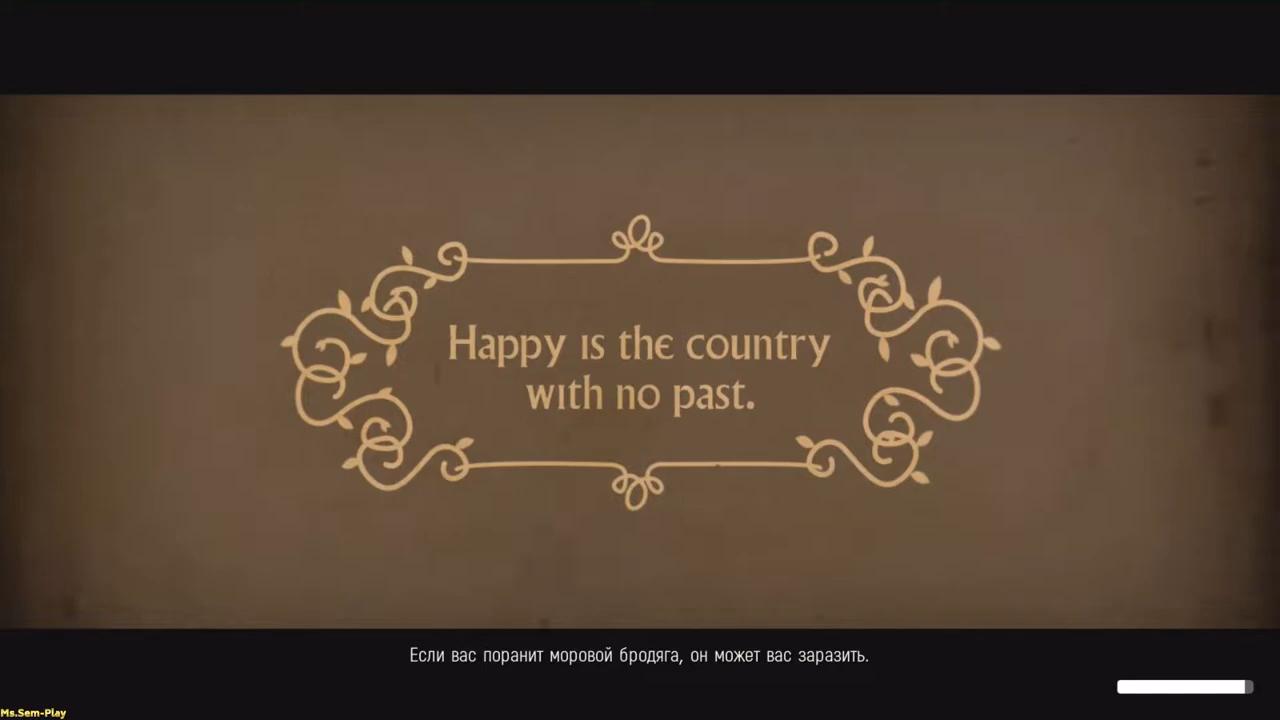 Happy is the country
with no past.
Если вас поранит моровой бродяга, он может вас заразить.
Ms.Sem-Play